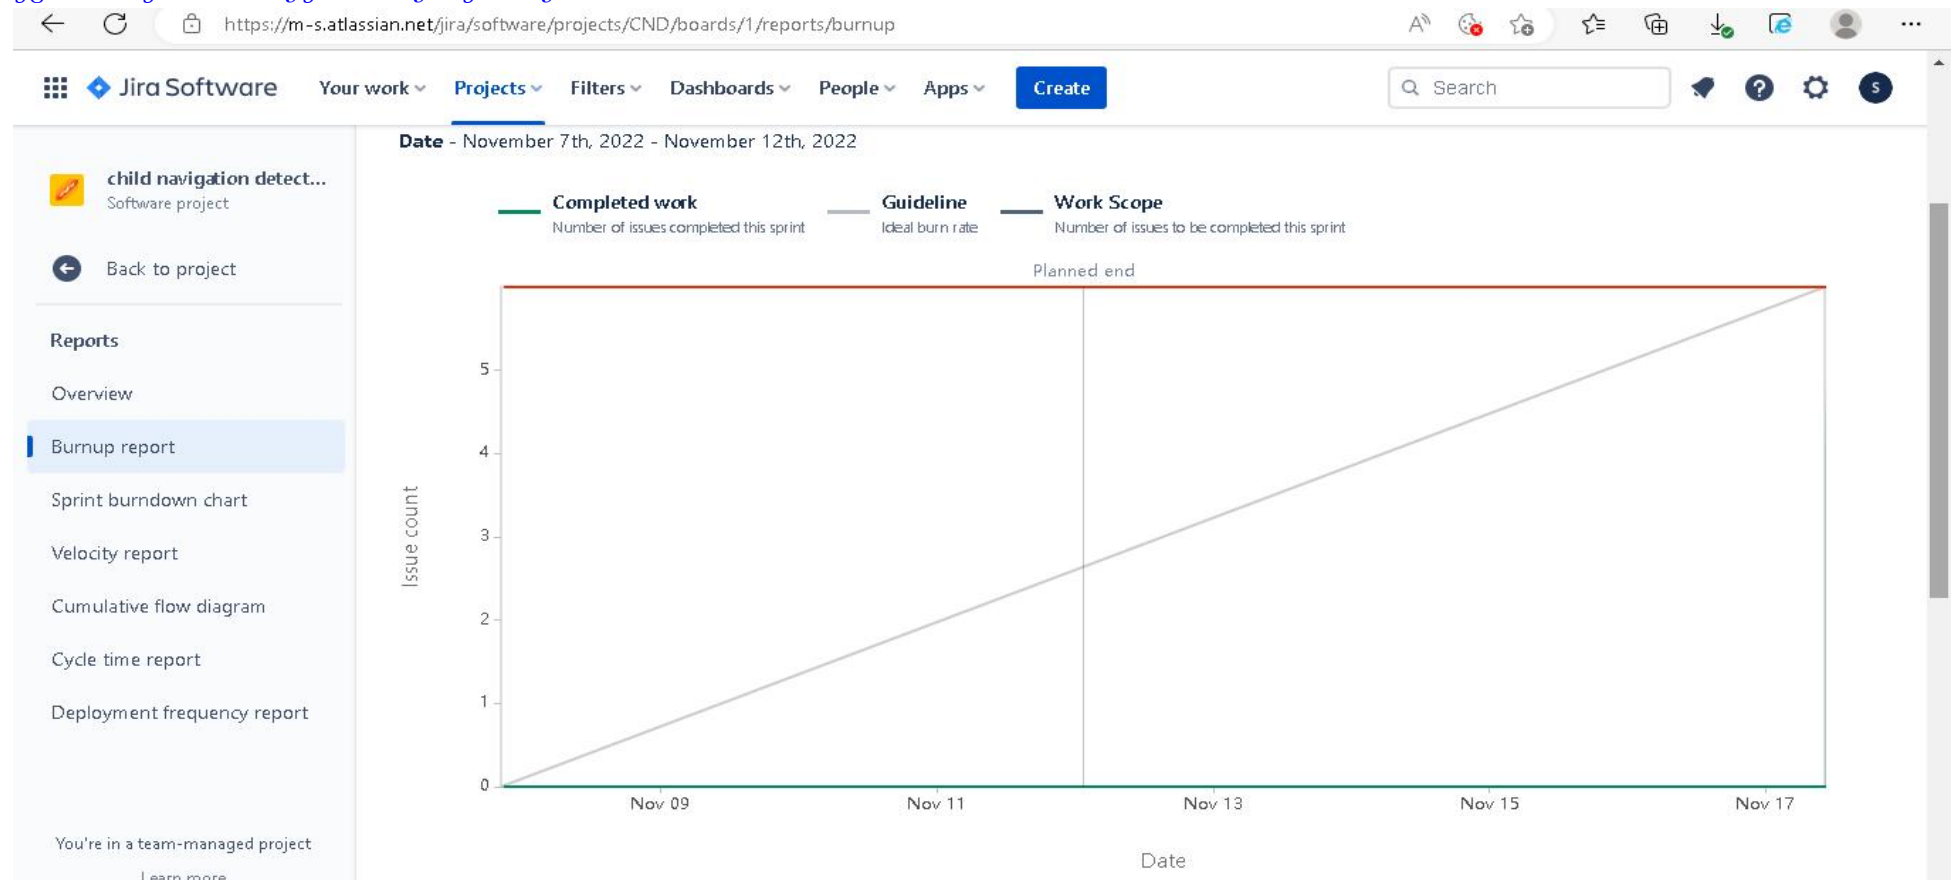 https://m-s.atlassian.net/jira/software/projects/CND/boards/1/reports/burnup
Jira Software Your work Projects Filters Dashboards People Apps Create Search S
Date - November 7th, 2022 - November 12th, 2022
child navigation detect...
Software project
Back to project
Reports
Overview
Burnup report
Sprint burndown chart
Velocity report
Cumulative flow diagram
Cycle time report
Deployment frequency report
You're in a team-managed project
Learn more
Completed work
Number of issues completed this sprint
Guideline
Ideal burn rate
Work Scope
Number of issues to be completed this sprint
Planned end
Issue count
5
4
3
2
1
0
Nov 09 Nov 11 Nov 13 Nov 15 Nov 17
Date